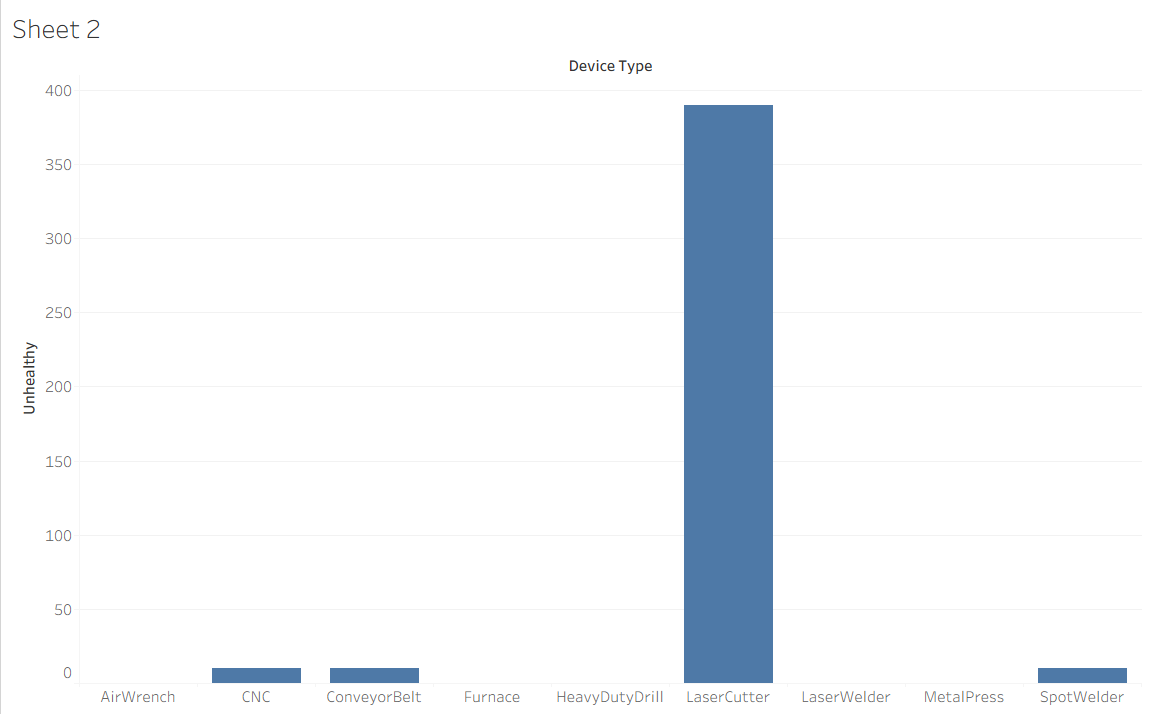 Sheet 2
Device Type
400
350
300
250
200
150
100
50
0
Unhealthy
AirWrench CNC ConveyorBelt Furnace HeavyDutyDrill LaserCutter LaserWelder MetalPress SpotWelder